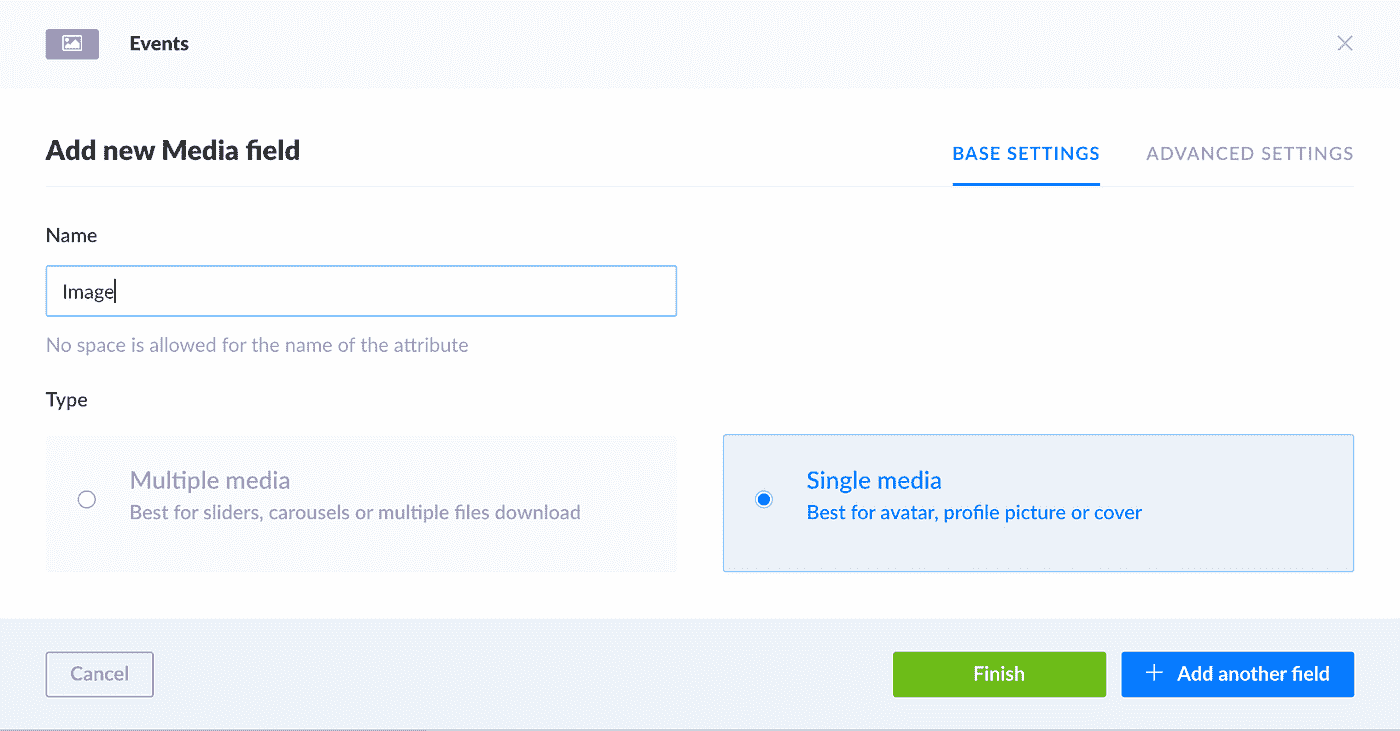 Events
Add new Media field
BASE SETTINGS
ADVANCED SETTINGS
Name
Image
No space is allowed for the name of the attribute
Type
Multiple media
Best for sliders, carousels or multiple files download
Single media
Best for avatar, profile picture or cover
Cancel
Finish
+ Add another field